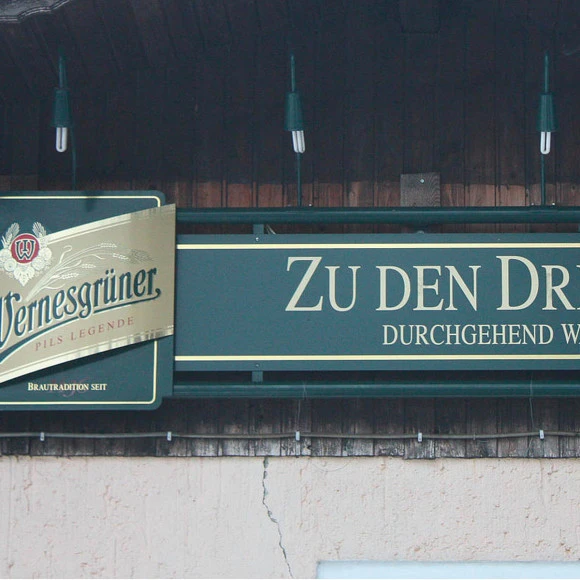 W
Wernesgrüner
PILS LEGENDE
BRAUTRADITION SEIT
ZU DEN DR
DURCHGEHEND W